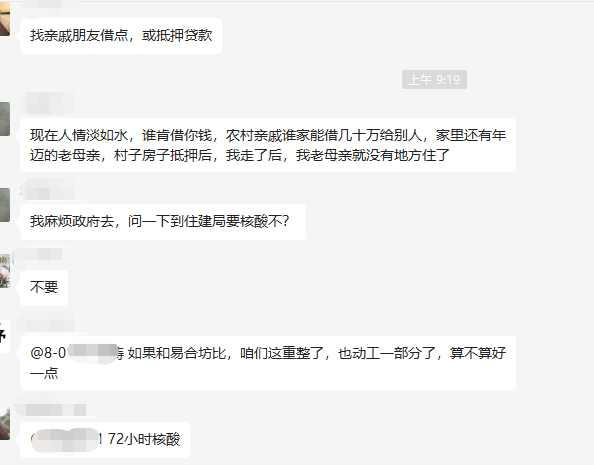 找亲戚朋友借点，或抵押贷款
上午 9:19
现在人情淡如水，谁肯借你钱，农村亲戚谁家能借几十万给别人，家里还有年
迈的老母亲，村子房子抵押后，我走了后，我老母亲就没有地方住了
我麻烦政府去，问一下到住建局要核酸不？
不要
@8-0 如果和易合坊比，咱们这重整了，也动工一部分了，算不算好
一点
72小时核酸